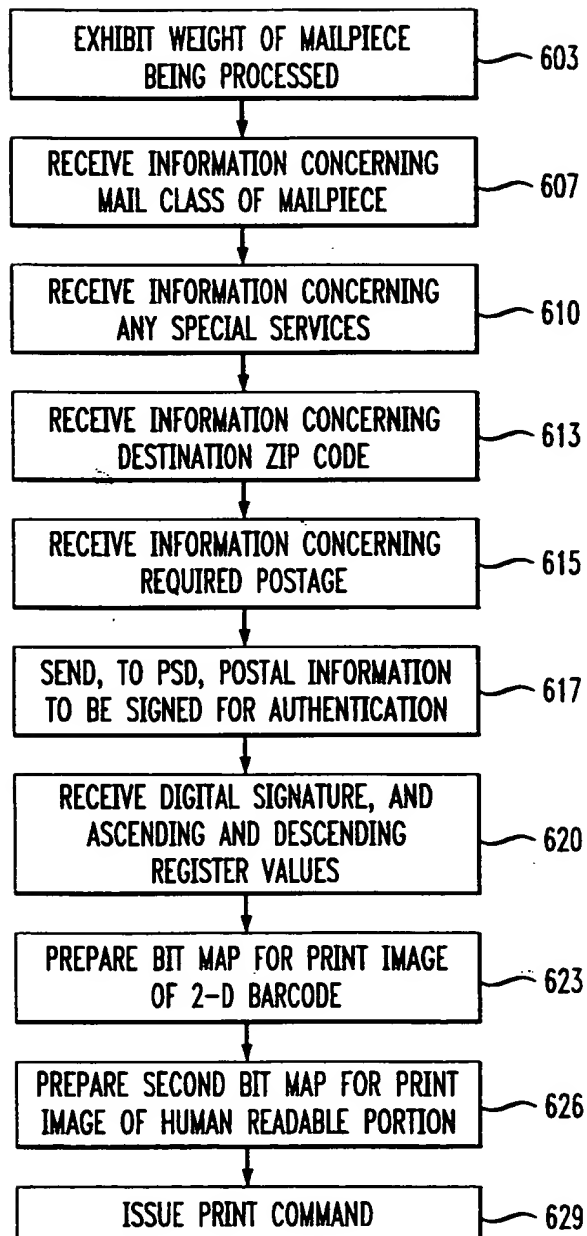 EXHIBIT WEIGHT OF MAILPIECE
BEING PROCESSED
603
RECEIVE INFORMATION CONCERNING
MAIL CLASS OF MAILPIECE
607
RECEIVE INFORMATION CONCERNING
ANY SPECIAL SERVICES
610
RECEIVE INFORMATION CONCERNING
DESTINATION ZIP CODE
613
RECEIVE INFORMATION CONCERNING
REQUIRED POSTAGE
615
SEND, TO PSD, POSTAL INFORMATION
TO BE SIGNED FOR AUTHENTICATION
617
RECEIVE DIGITAL SIGNATURE, AND
ASCENDING AND DESCENDING
REGISTER VALUES
620
PREPARE BIT MAP FOR PRINT IMAGE
OF 2-D BARCODE
623
PREPARE SECOND BIT MAP FOR PRINT
IMAGE OF HUMAN READABLE PORTION
626
ISSUE PRINT COMMAND
629